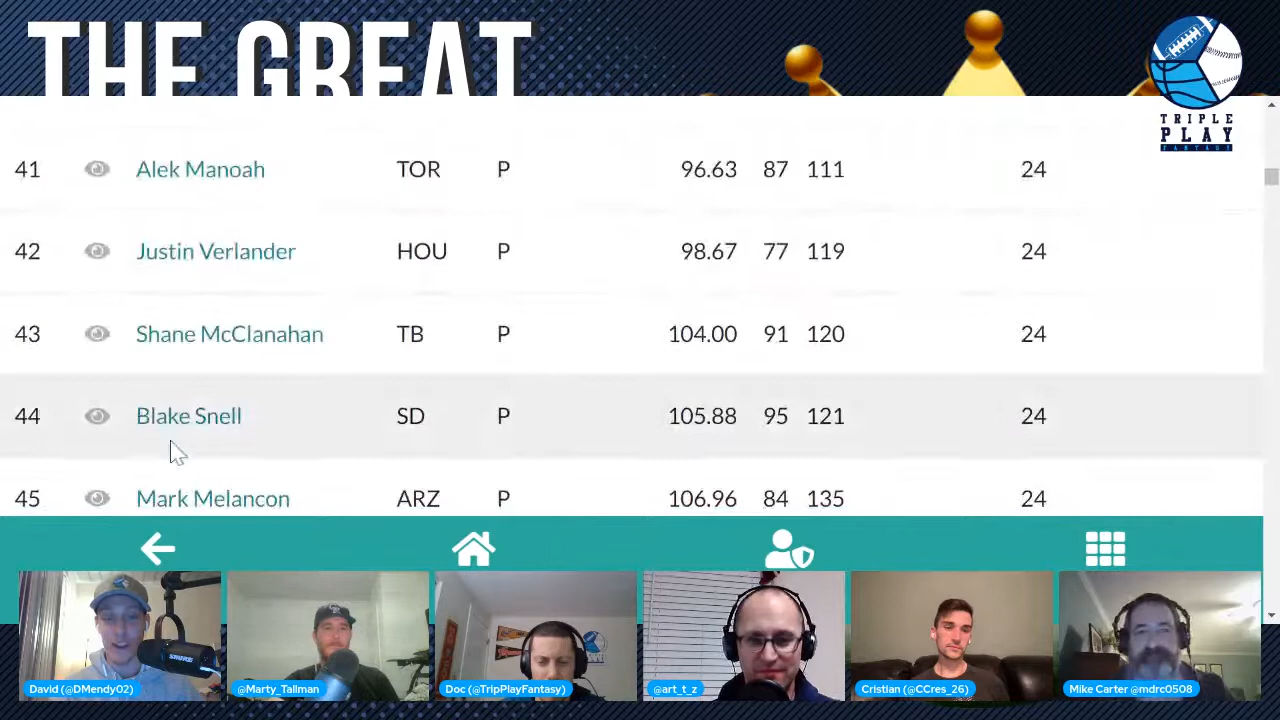 THE GREAT
TRIPLE
PLAY
FANTASY
41 Alek Manoah TOR P 96.63 87 111 24
42 Justin Verlander HOU P 98.67 77 119 24
43 Shane McClanahan TB P 104.00 91 120 24
44 Blake Snell SD P 105.88 95 121 24
45 Mark Melancon ARZ P 106.96 84 135 24
SHURE
David (@DMendy02) @Marty_Tallman Doc (@TripPlayFantasy) @art_t_z Cristian (@CCres_26) Mike Carter @mdrc0508